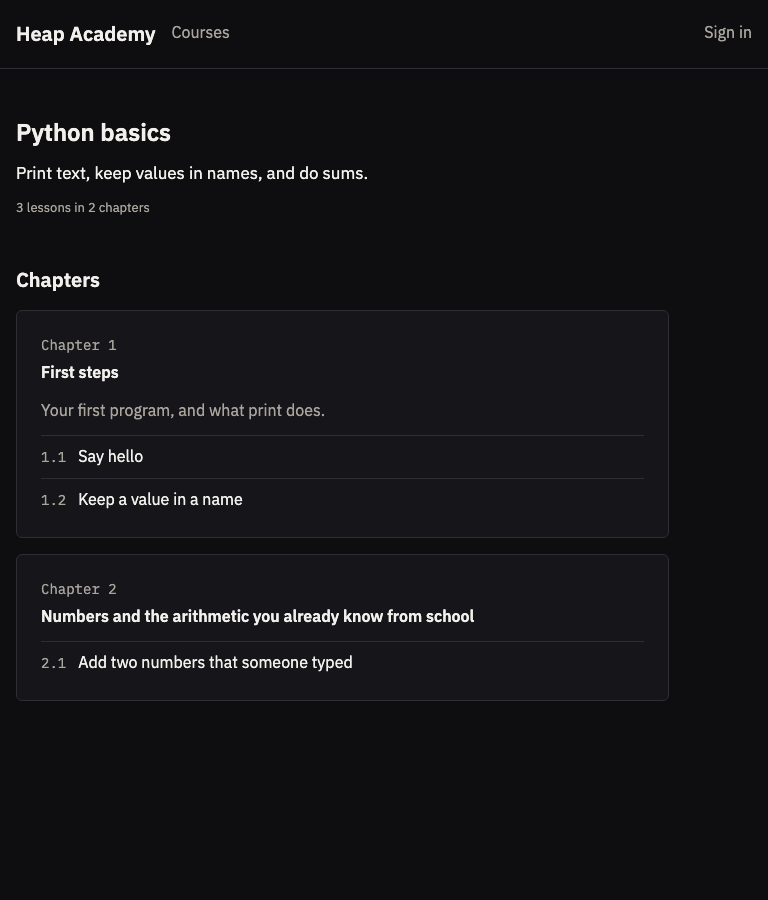 Heap Academy Courses Sign in
Python basics
Print text, keep values in names, and do sums.
3 lessons in 2 chapters
Chapters
Chapter 1
First steps
Your first program, and what print does.
1.1 Say hello
1.2 Keep a value in a name
Chapter 2
Numbers and the arithmetic you already know from school
2.1 Add two numbers that someone typed